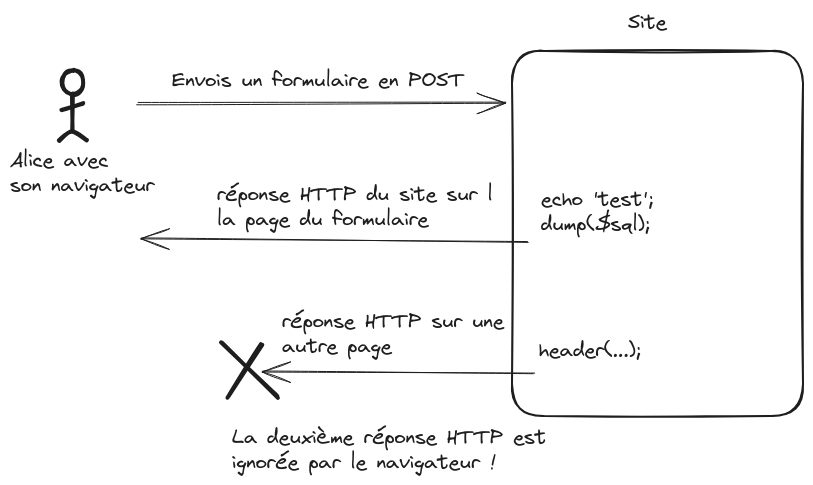 Site
Envois un formulaire en POST
Alice avec
son navigateur
réponse HTTP du site sur l
la page du formulaire
echo 'test';
dump($sql);
réponse HTTP sur une
autre page
header(...);
La deuxième réponse HTTP est
ignorée par le navigateur !